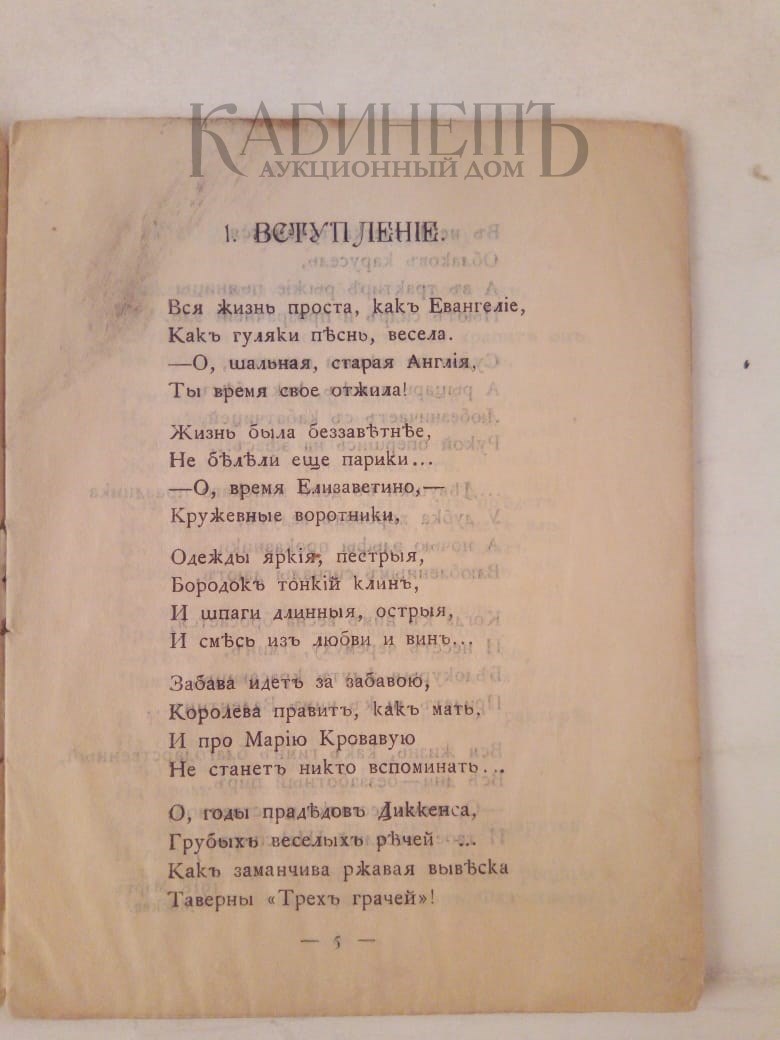 КАБИНЕТЪ
АУКЦИОННЫЙ ДОМ
1. ВСТУПЛЕНІЕ.
Вся жизнь проста, какъ Евангеліе,
Какъ гуляки пѣснь, весела.
—О, шальная, старая Англія,
Ты время свое отжила!
Жизнь была беззавѣтнѣе,
Не бѣлѣли еще парики...
—О, время Елизаветино,—
Кружевные воротники,
Одежды яркія, пестрыя,
Бородокъ тонкій клинъ,
И шпаги длинныя, острыя,
И смѣсь изъ любви и винъ...
Забава идетъ за забавою,
Королева правитъ, какъ мать,
И про Марію Кровавую
Не станетъ никто вспоминать...
О, годы прадѣдовъ Диккенса,
Грубыхъ веселыхъ рѣчей ...
Какъ заманчива ржавая вывѣска
Таверны «Трехъ грачей»!
— 5 —